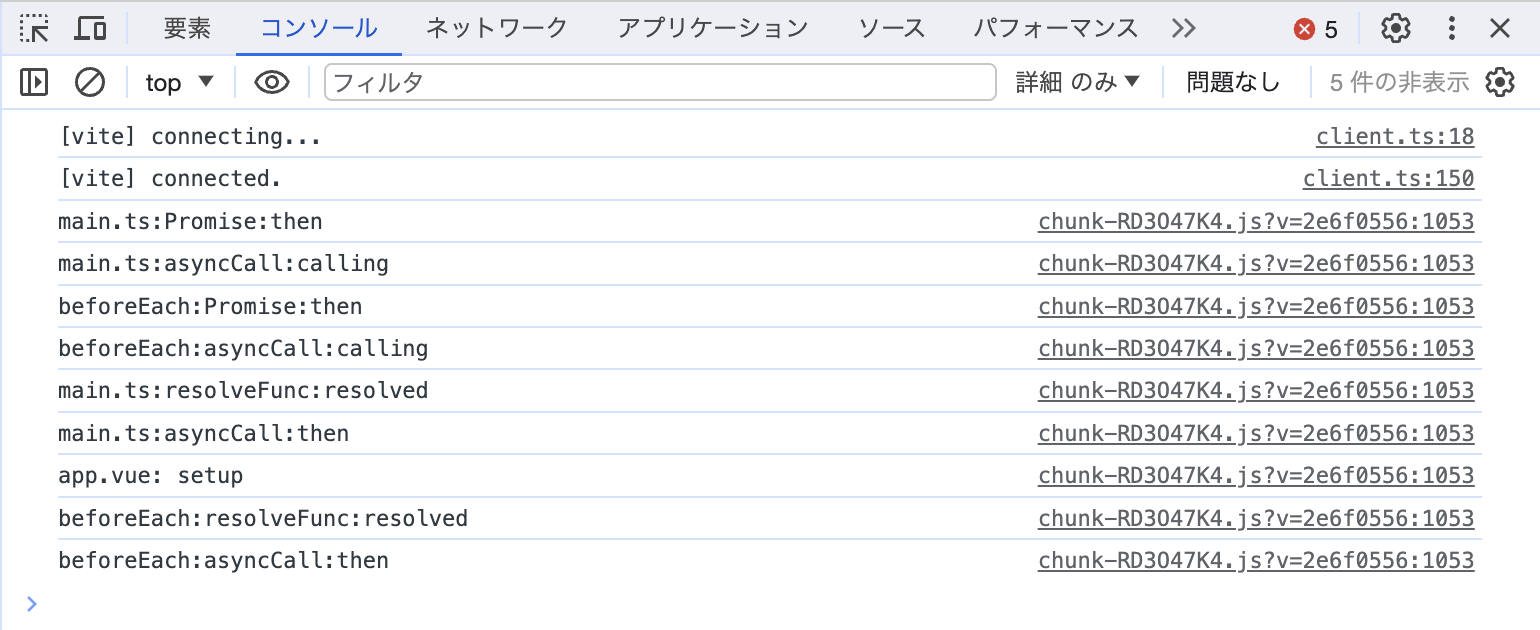 要素 コンソール ネットワーク アプリケーション ソース パフォーマンス 5
top フィルタ 詳細 のみ 問題なし 5 件の非表示
[vite] connecting... client.ts:18
[vite] connected. client.ts:150
main.ts:Promise:then chunk-RD3O47K4.js?v=2e6f0556:1053
main.ts:asyncCall:calling chunk-RD3O47K4.js?v=2e6f0556:1053
beforeEach:Promise:then chunk-RD3O47K4.js?v=2e6f0556:1053
beforeEach:asyncCall:calling chunk-RD3O47K4.js?v=2e6f0556:1053
main.ts:resolveFunc:resolved chunk-RD3O47K4.js?v=2e6f0556:1053
main.ts:asyncCall:then chunk-RD3O47K4.js?v=2e6f0556:1053
app.vue: setup chunk-RD3O47K4.js?v=2e6f0556:1053
beforeEach:resolveFunc:resolved chunk-RD3O47K4.js?v=2e6f0556:1053
beforeEach:asyncCall:then chunk-RD3O47K4.js?v=2e6f0556:1053